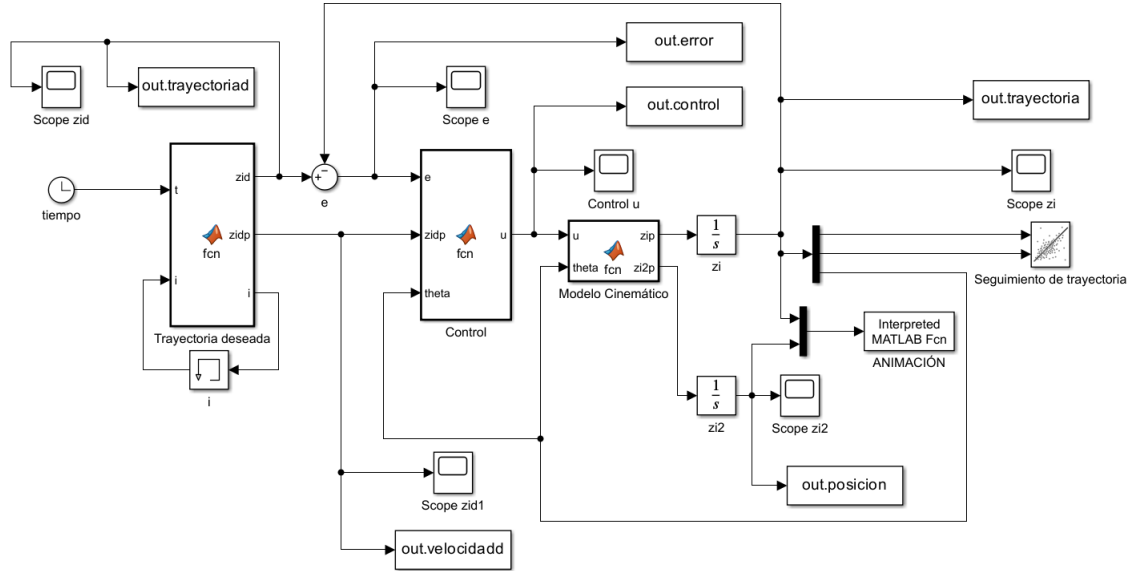 out.error
out.trayectoriad
Scope zid
Scope e
out.control
out.trayectoria
t
zid
zidp
i
i
fcn
Trayectoria deseada
tiempo
i
+
−
e
e
zidp
theta
u
fcn
Control
Control u
u
theta
zip
zi2p
fcn
Modelo Cinemático
1
s
zi
Scope zi
Seguimiento de trayectoria
Interpreted
MATLAB Fcn
ANIMACIÓN
1
s
zi2
Scope zi2
Scope zid1
out.posicion
out.velocidadd